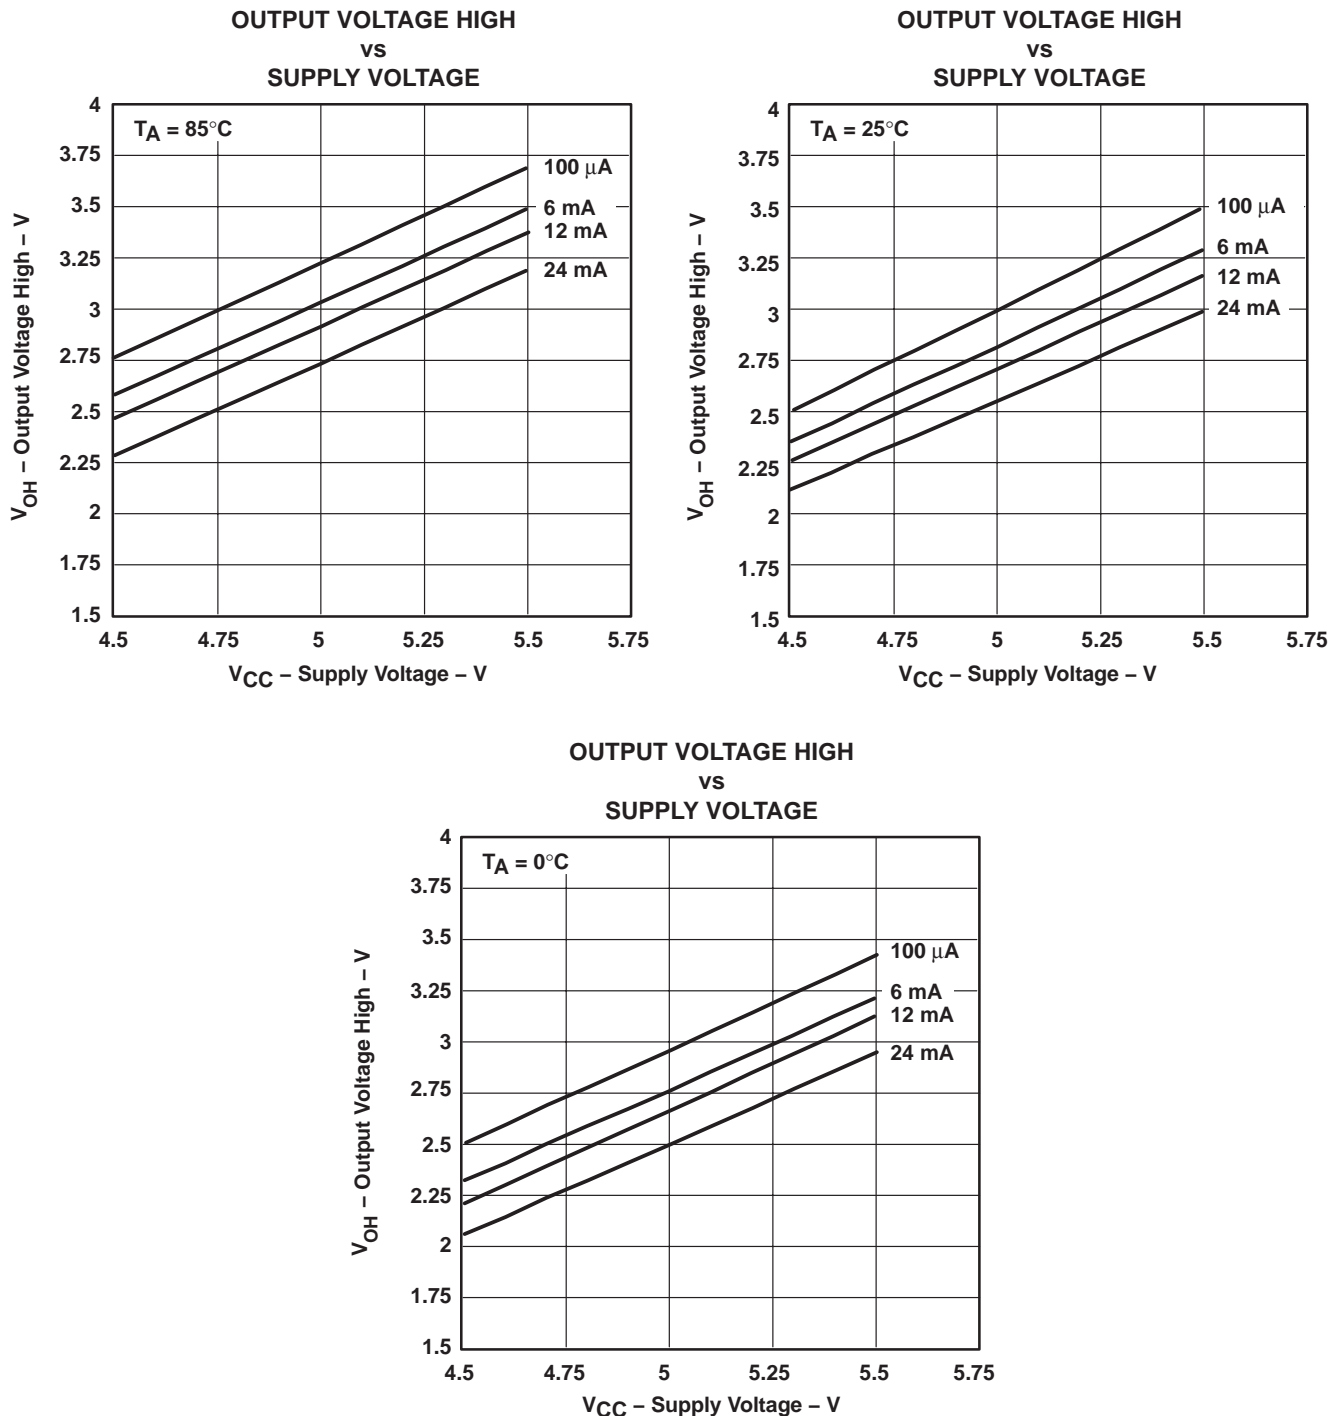 OUTPUT VOLTAGE HIGH
vs
SUPPLY VOLTAGE
4
3.75
3.5
3.25
3
2.75
2.5
2.25
2
1.75
1.5
V_OH – Output Voltage High – V
T_A = 85°C
100 µA
6 mA
12 mA
24 mA
4.5
4.75
5
5.25
5.5
5.75
V_CC – Supply Voltage – V
OUTPUT VOLTAGE HIGH
vs
SUPPLY VOLTAGE
4
3.75
3.5
3.25
3
2.75
2.5
2.25
2
1.75
1.5
V_OH – Output Voltage High – V
T_A = 25°C
100 µA
6 mA
12 mA
24 mA
4.5
4.75
5
5.25
5.5
5.75
V_CC – Supply Voltage – V
OUTPUT VOLTAGE HIGH
vs
SUPPLY VOLTAGE
4
3.75
3.5
3.25
3
2.75
2.5
2.25
2
1.75
1.5
V_OH – Output Voltage High – V
T_A = 0°C
100 µA
6 mA
12 mA
24 mA
4.5
4.75
5
5.25
5.5
5.75
V_CC – Supply Voltage – V